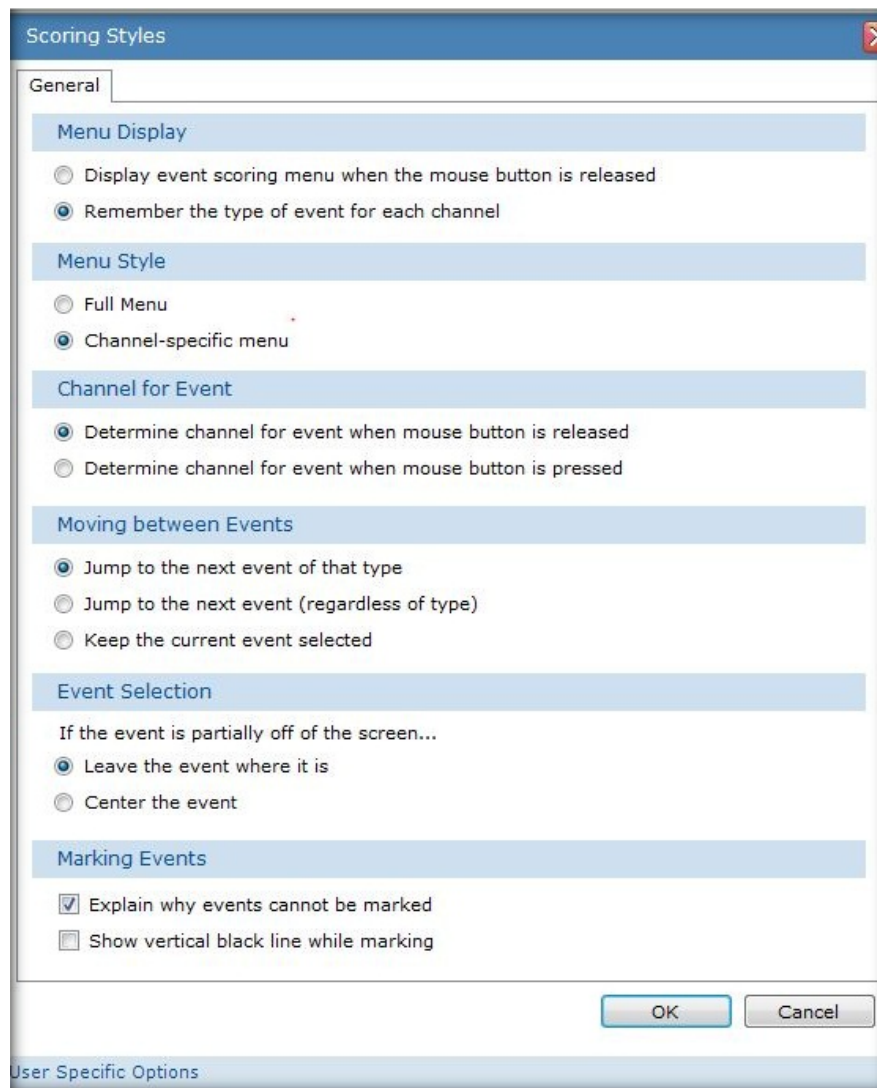 Scoring Styles
General
Menu Display
Display event scoring menu when the mouse button is released
Remember the type of event for each channel
Menu Style
Full Menu
Channel-specific menu
Channel for Event
Determine channel for event when mouse button is released
Determine channel for event when mouse button is pressed
Moving between Events
Jump to the next event of that type
Jump to the next event (regardless of type)
Keep the current event selected
Event Selection
If the event is partially off of the screen...
Leave the event where it is
Center the event
Marking Events
Explain why events cannot be marked
Show vertical black line while marking
OK Cancel
User Specific Options